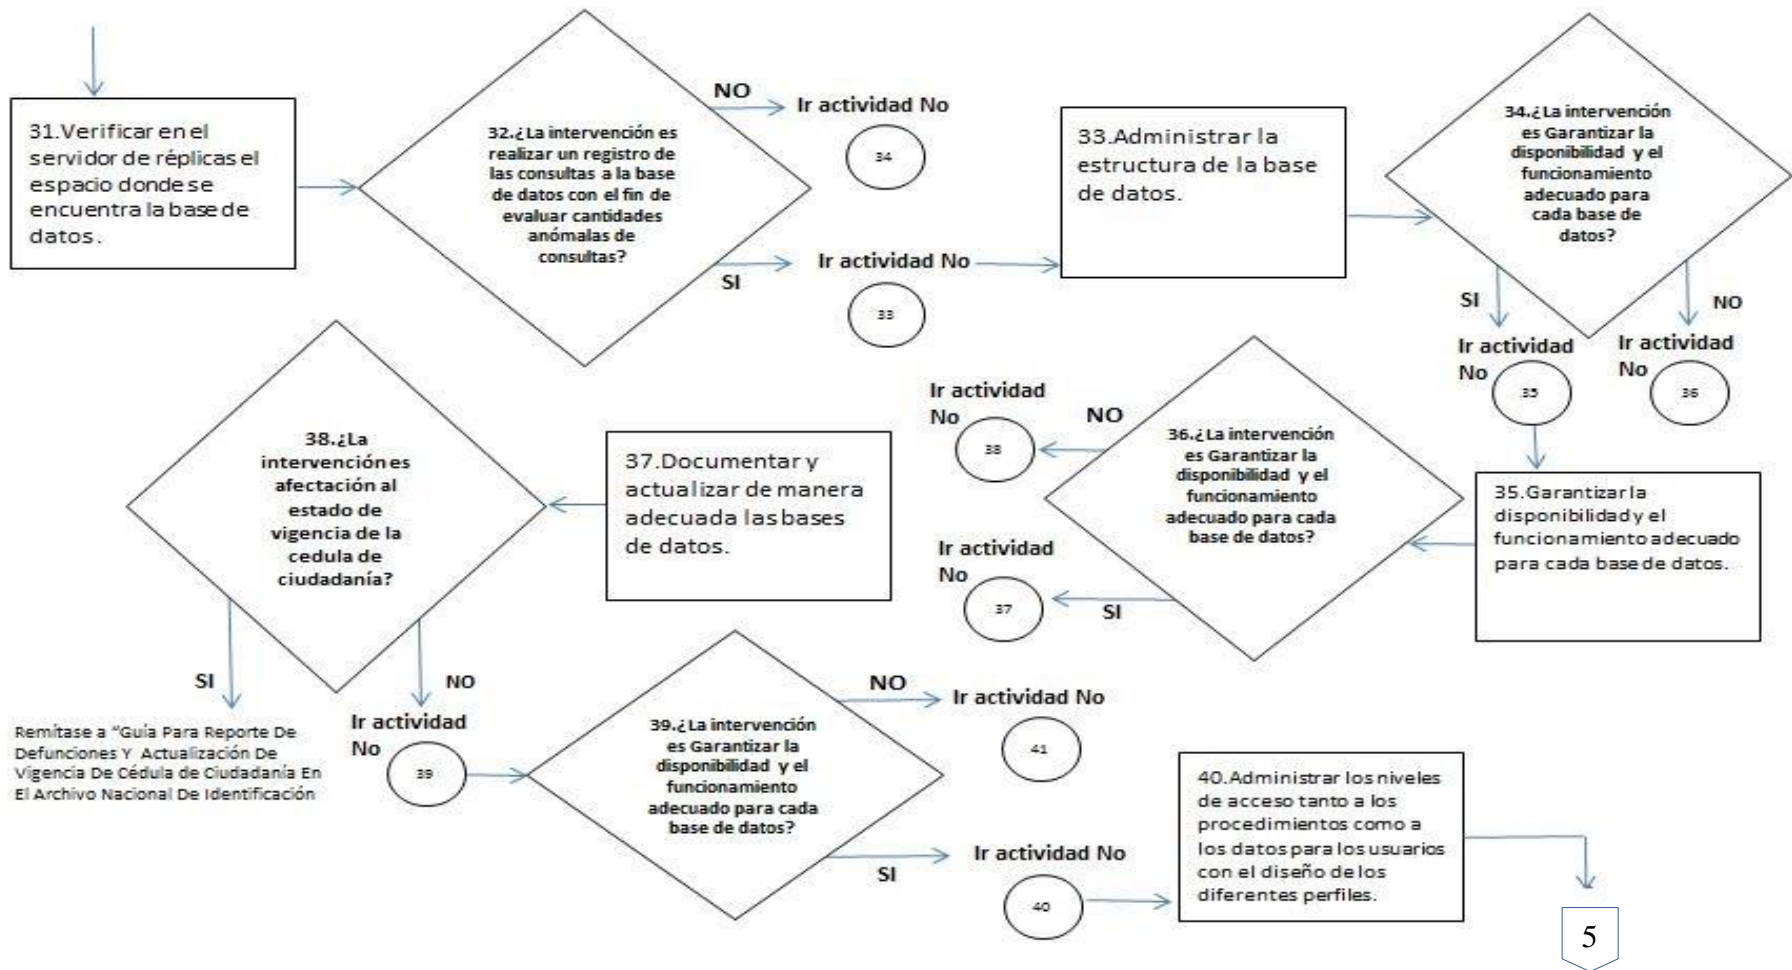 31.Verificar en el
servidor de réplicas el
espacio donde se
encuentra la base de
datos.
32.¿La intervención es
realizar un registro de
las consultas a la base
de datos con el fin de
evaluar cantidades
anómalas de
consultas?
NO
Ir actividad No
34
SI
Ir actividad No
33
33.Administrar la
estructura de la base
de datos.
34.¿La intervención
es Garantizar la
disponibilidad y el
funcionamiento
adecuado para
cada base de
datos?
SI
Ir actividad
No
35
NO
Ir actividad
No
36
35.Garantizar la
disponibilidad y el
funcionamiento adecuado
para cada base de datos.
36.¿La intervención
es Garantizar la
disponibilidad y el
funcionamiento
adecuado para cada
base de datos?
NO
Ir actividad
No
38
SI
Ir actividad
No
37
37.Documentar y
actualizar de manera
adecuada las bases
de datos.
38.¿La
intervención es
afectación al
estado de
vigencia de la
cedula de
ciudadanía?
SI
Remítase a "Guía Para Reporte De
Defunciones Y Actualización De
Vigencia De Cédula de Ciudadanía En
El Archivo Nacional De Identificación
NO
Ir actividad
No
39
39.¿La intervención
es Garantizar la
disponibilidad y el
funcionamiento
adecuado para cada
base de datos?
NO
Ir actividad No
41
SI
Ir actividad No
40
40.Administrar los niveles
de acceso tanto a los
procedimientos como a
los datos para los usuarios
con el diseño de los
diferentes perfiles.
5